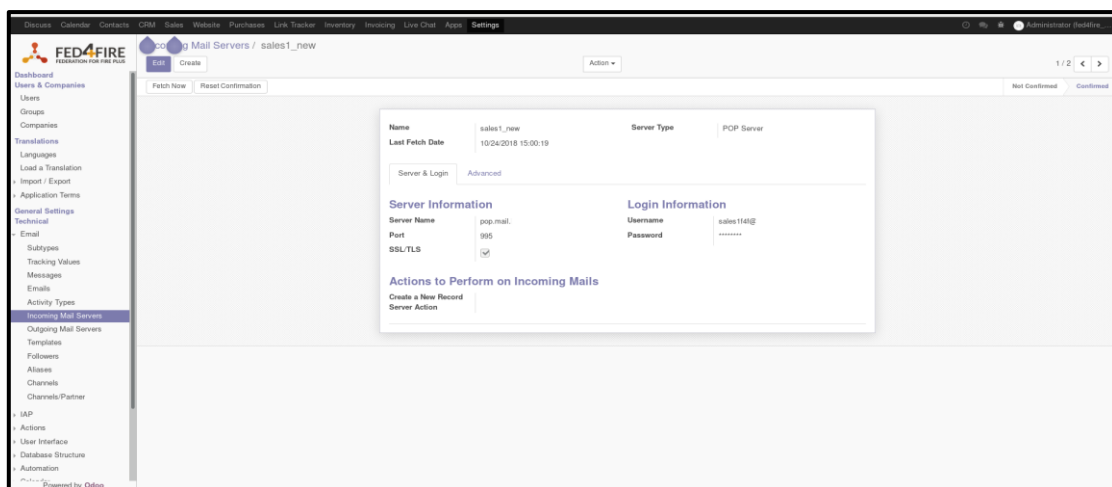 Discuss Calendar Contacts CRM Sales Website Purchases Link Tracker Inventory Invoicing Live Chat Apps Settings Administrator (fed4fire_...
FED4FIRE
FEDERATION FOR FIRE PLUS
g Mail Servers / sales1_new
Edit Create Action 1 / 2
Dashboard
Users & Companies
Users
Groups
Companies
Translations
Languages
Load a Translation
Import / Export
Application Terms
General Settings
Technical
Email
Subtypes
Tracking Values
Messages
Emails
Activity Types
Incoming Mail Servers
Outgoing Mail Servers
Templates
Followers
Aliases
Channels
Channels/Partner
IAP
Actions
User Interface
Database Structure
Automation
Powered by Odoo
Fetch Now Reset Confirmation Not Confirmed Confirmed
Name sales1_new Server Type POP Server
Last Fetch Date 10/24/2018 15:00:19
Server & Login Advanced
Server Information Login Information
Server Name pop.mail. Username sales1f4f@
Port 995 Password ********
SSL/TLS
Actions to Perform on Incoming Mails
Create a New Record
Server Action